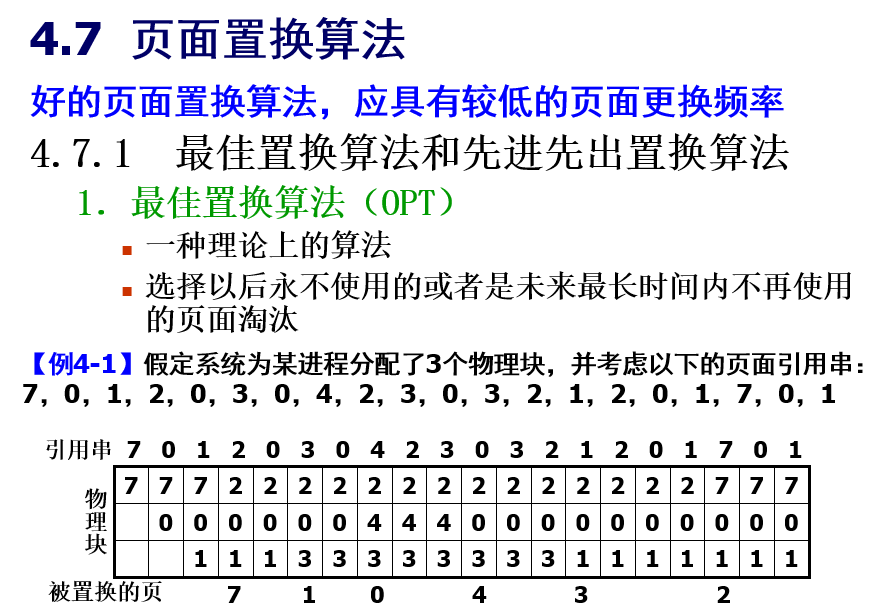 4.7 页面置换算法
好的页面置换算法，应具有较低的页面更换频率
4.7.1 最佳置换算法和先进先出置换算法
1. 最佳置换算法（OPT）
一种理论上的算法
选择以后永不使用的或者是未来最长时间内不再使用
的页面淘汰
【例4-1】假定系统为某进程分配了3个物理块，并考虑以下的页面引用串：
7，0，1，2，0，3，0，4，2，3，0，3，2，1，2，0，1，7，0，1
引用串 7 0 1 2 0 3 0 4 2 3 0 3 2 1 2 0 1 7 0 1
物理块
7 7 7 2 2 2 2 2 2 2 2 2 2 2 2 2 2 7 7 7
0 0 0 0 0 0 4 4 4 0 0 0 0 0 0 0 0 0 0
1 1 1 3 3 3 3 3 3 3 3 1 1 1 1 1 1 1
被置换的页 7 1 0 4 3 2